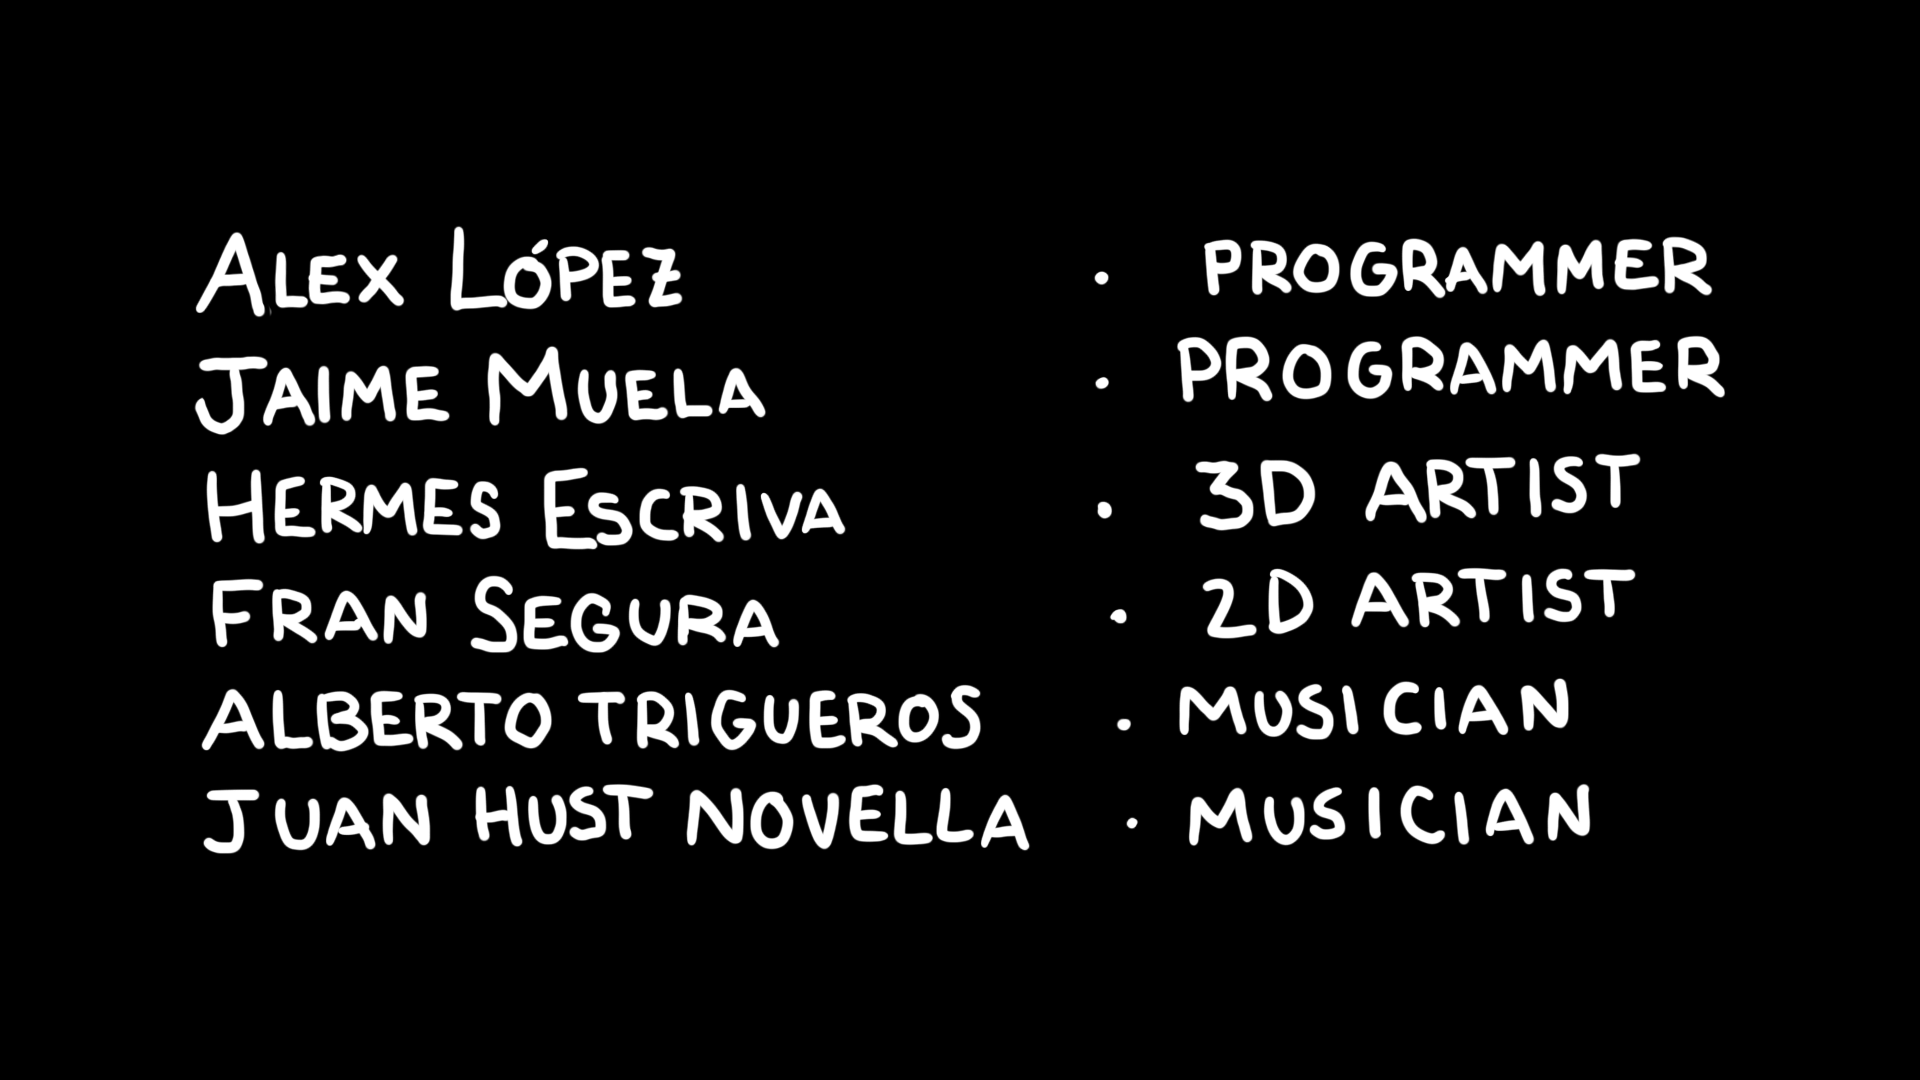 Alex López · PROGRAMMER
Jaime Muela · PROGRAMMER
Hermes Escriva · 3D ARTIST
Fran Segura · 2D ARTIST
ALBERTO TRIGUEROS · MUSICIAN
JUAN HUST NOVELLA · MUSICIAN